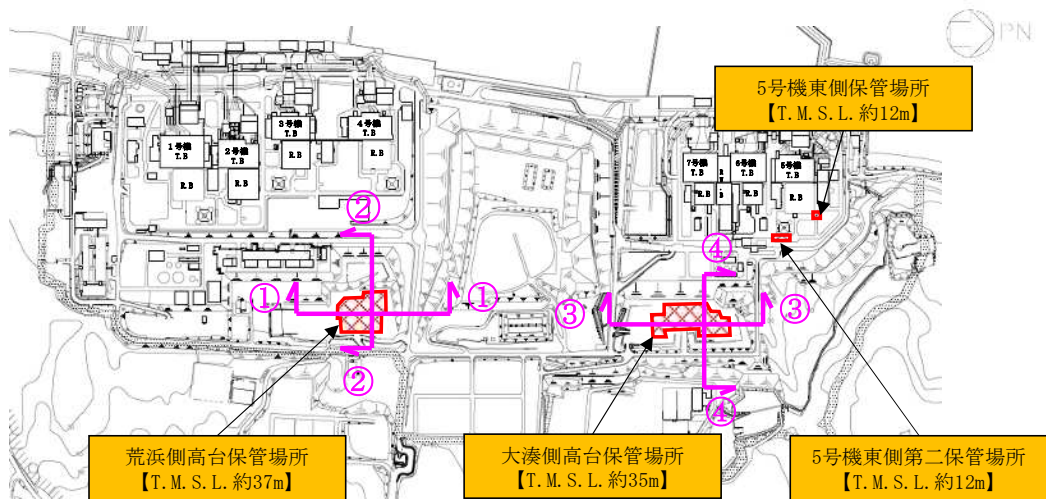 PN
5号機東側保管場所
【T.M.S.L.約12m】
1号機
T.B
2号機
T.B
3号機
T.B
4号機
T.B
R.B
R.B
R.B
R.B
7号機
T.B
6号機
T.B
5号機
T.B
R.B
R.B
R.B
②
②
①
①
③
③
④
④
荒浜側高台保管場所
【T.M.S.L.約37m】
大湊側高台保管場所
【T.M.S.L.約35m】
5号機東側第二保管場所
【T.M.S.L.約12m】